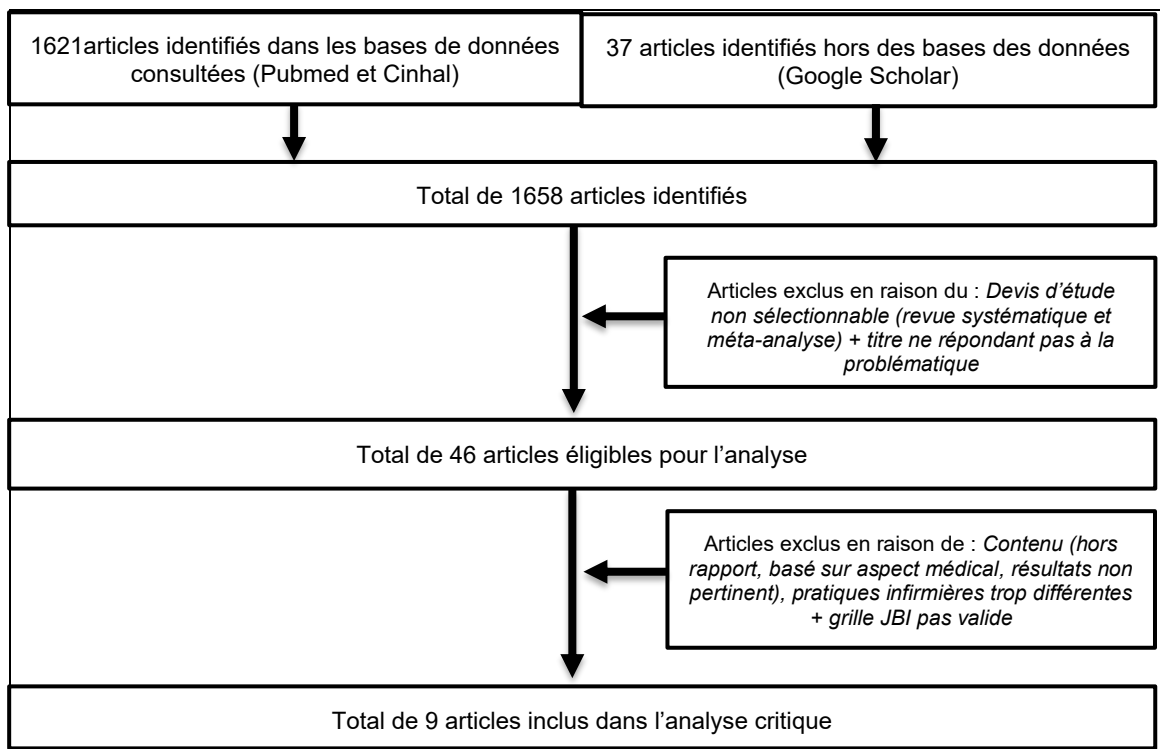 1621articles identifiés dans les bases de données
consultées (Pubmed et Cinhal)
37 articles identifiés hors des bases des données
(Google Scholar)
Total de 1658 articles identifiés
Articles exclus en raison du : Devis d’étude
non sélectionnable (revue systématique et
méta-analyse) + titre ne répondant pas à la
problématique
Total de 46 articles éligibles pour l’analyse
Articles exclus en raison de : Contenu (hors
rapport, basé sur aspect médical, résultats non
pertinent), pratiques infirmières trop différentes
+ grille JBI pas valide
Total de 9 articles inclus dans l’analyse critique